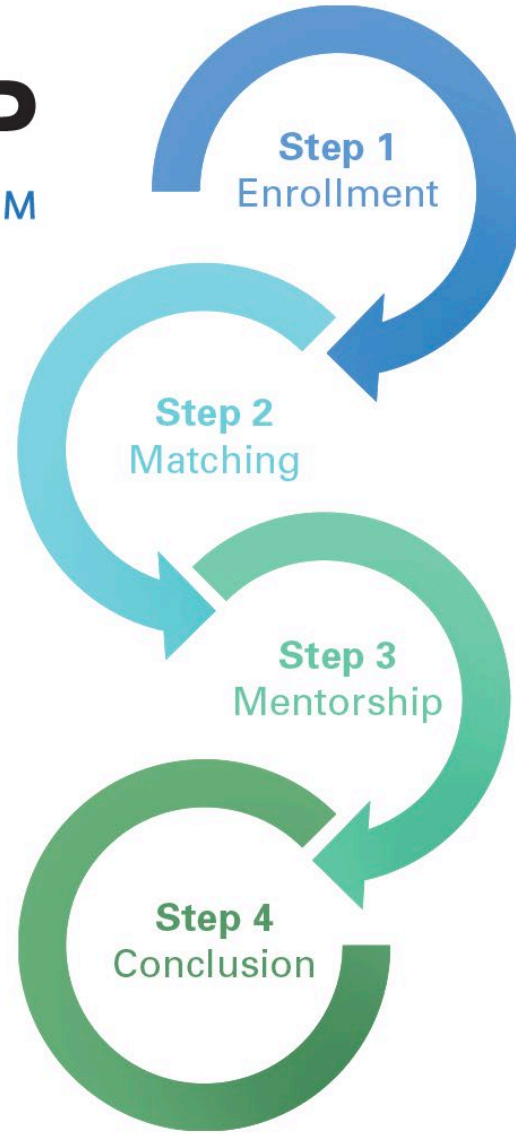 P
M
Step 1
Enrollment
Step 2
Matching
Step 3
Mentorship
Step 4
Conclusion